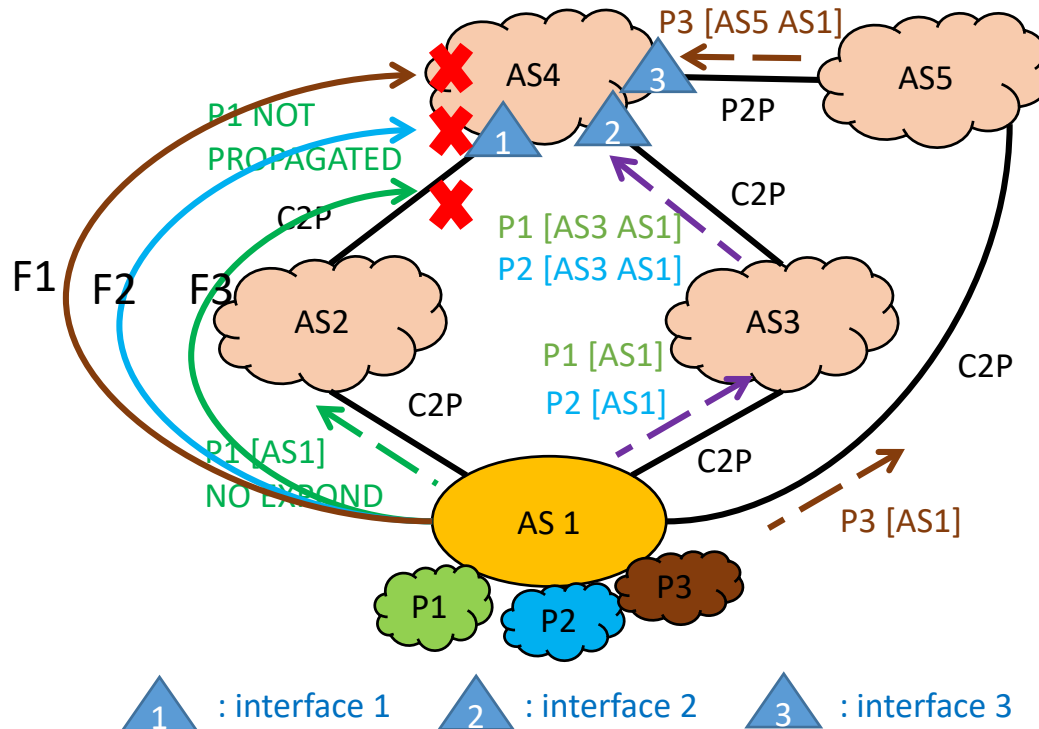 P3 [AS5 AS1]
AS4
AS5
3
P1 NOT
PROPAGATED
1
2
P2P
C2P
C2P
P1 [AS3 AS1]
P2 [AS3 AS1]
F1
F2
F3
AS2
AS3
P1 [AS1]
P2 [AS1]
C2P
C2P
C2P
P1 [AS1]
NO EXPOND
AS 1
P3 [AS1]
P1
P2
P3
1 : interface 1
2 : interface 2
3 : interface 3